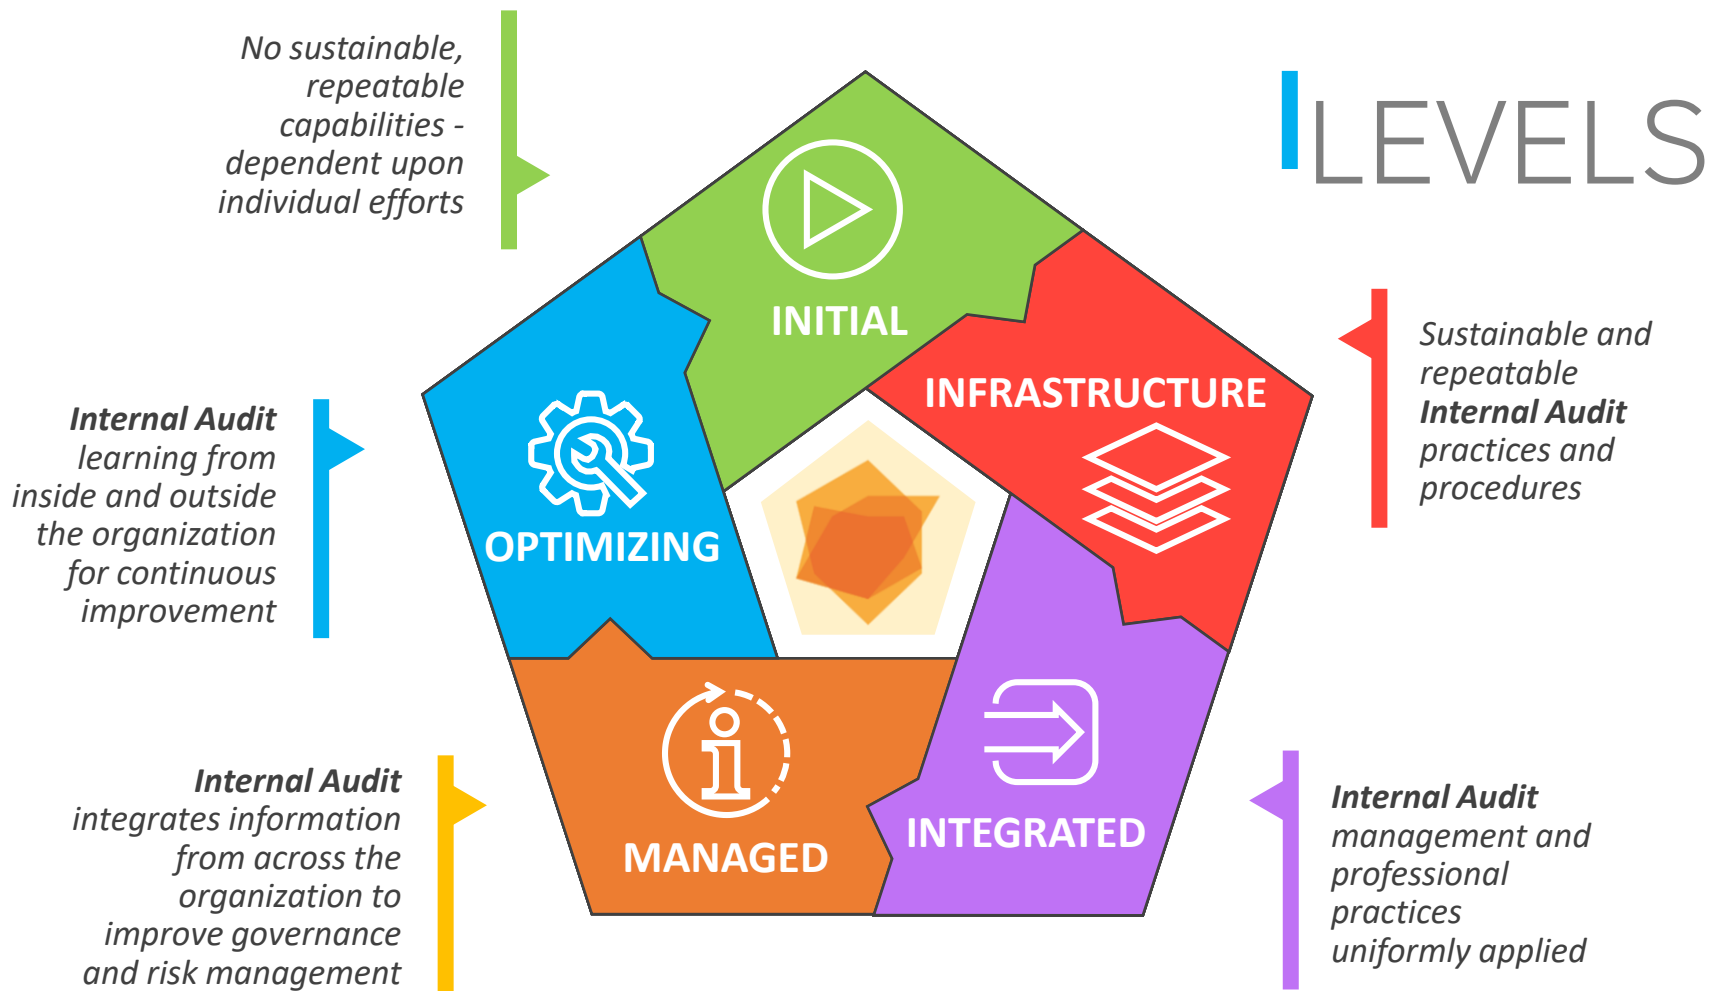 LEVELS
No sustainable,
repeatable
capabilities -
dependent upon
individual efforts
INITIAL
INFRASTRUCTURE
Sustainable and
repeatable
Internal Audit
practices and
procedures
OPTIMIZING
Internal Audit
learning from
inside and outside
the organization
for continuous
improvement
MANAGED
Internal Audit
integrates information
from across the
organization to
improve governance
and risk management
INTEGRATED
Internal Audit
management and
professional
practices
uniformly applied